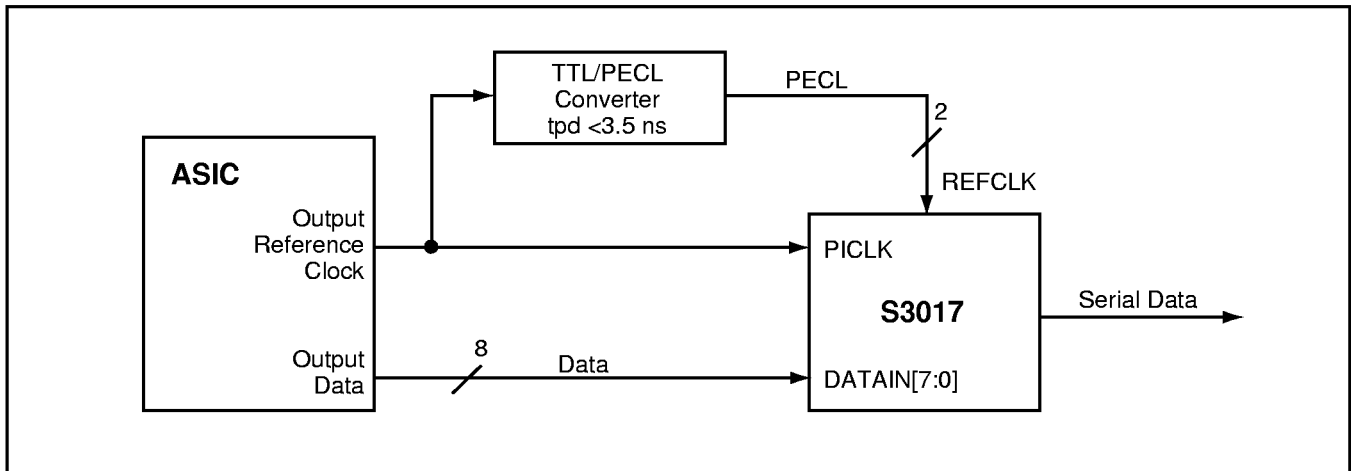 TTL/PECL
Converter
tpd <3.5 ns
PECL
2
REFCLK
ASIC
Output
Reference
Clock
PICLK
S3017
Serial Data
Output
Data
8
Data
DATAIN[7:0]